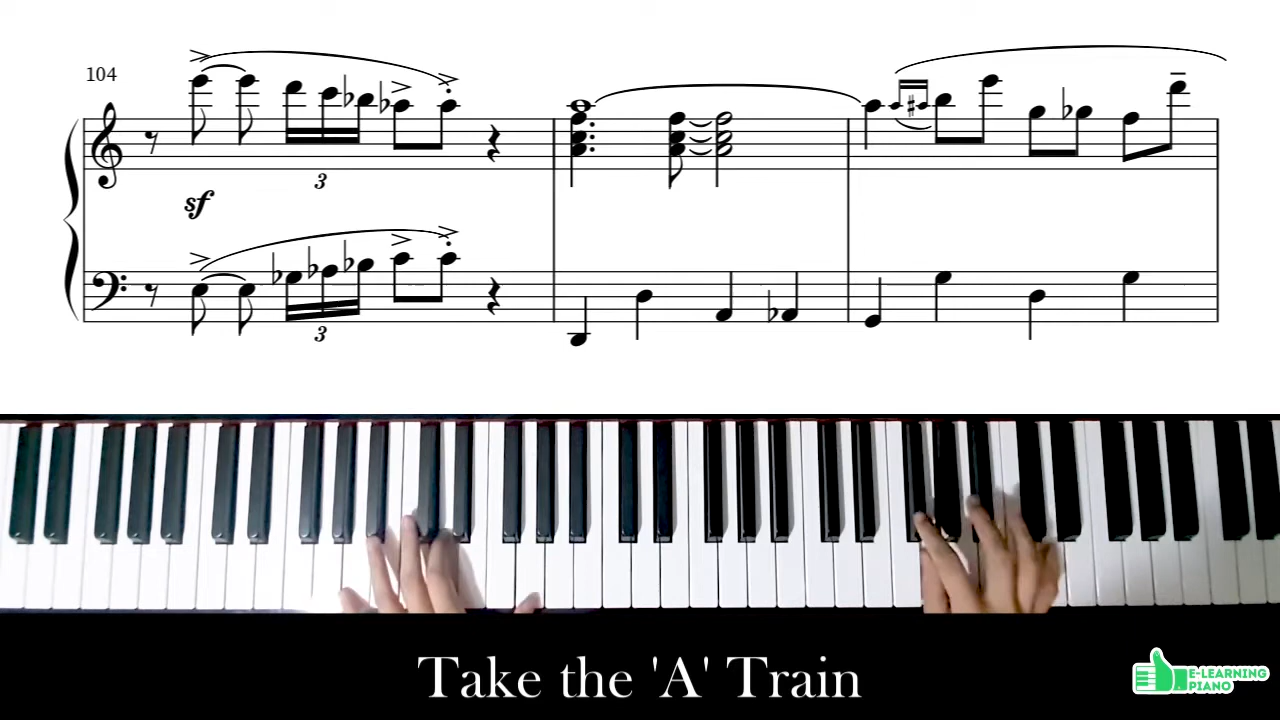 104
3
sf
3
Take the 'A' Train
E-LEARNING
PIANO